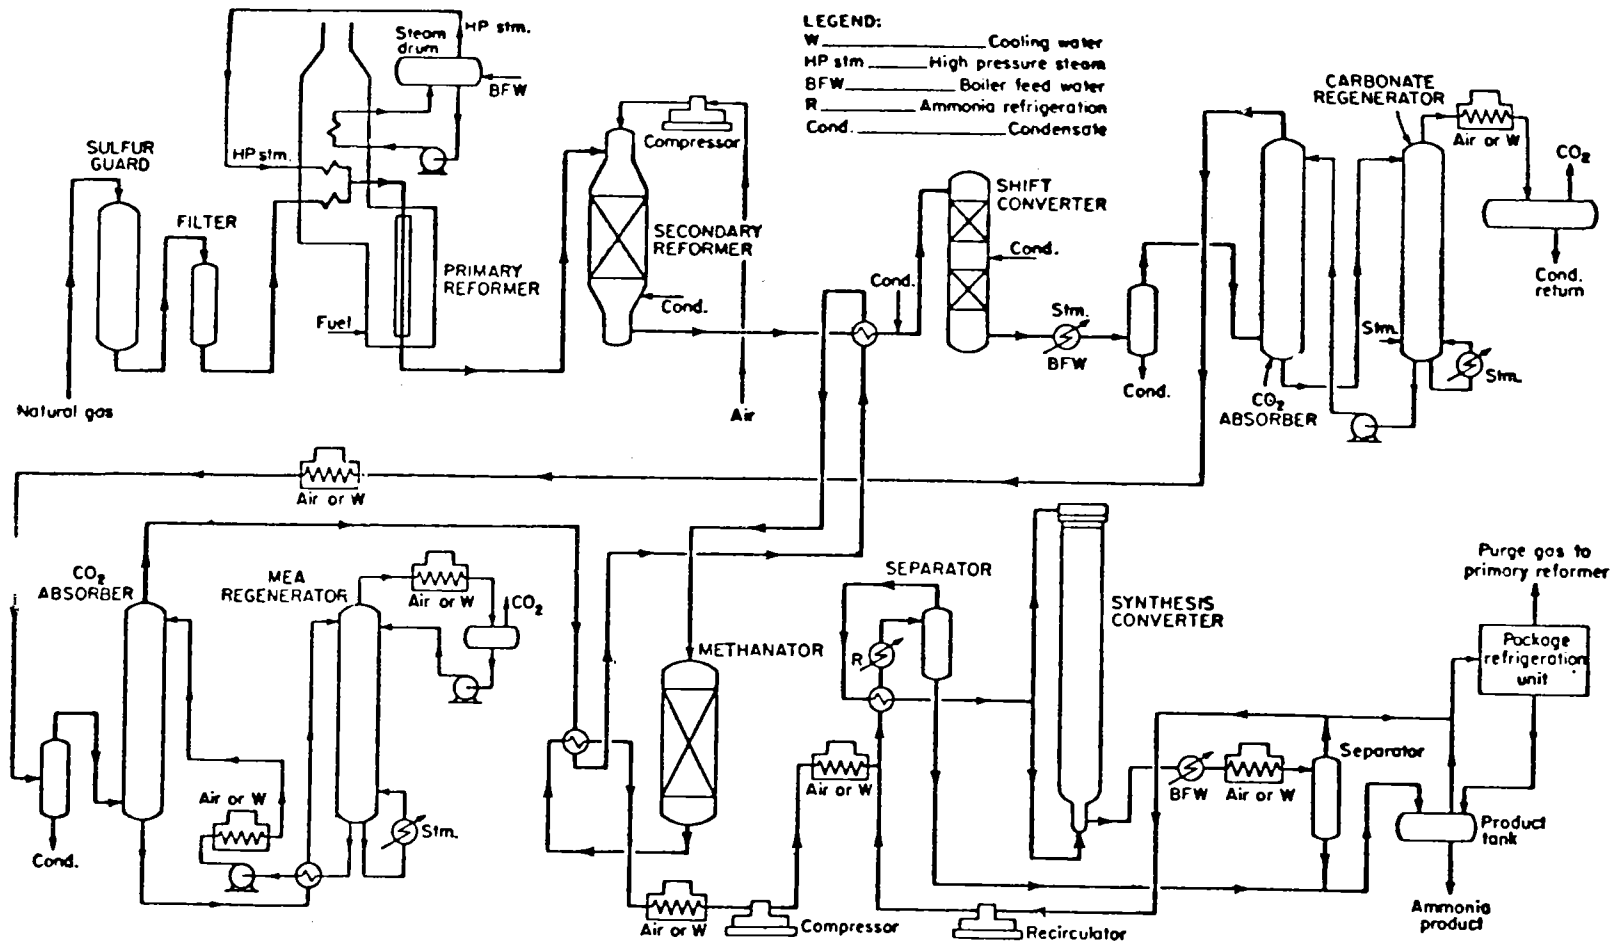 HP stm.
Steam
drum
BFW
HP stm.
LEGEND:
W Cooling water
HP stm High pressure steam
BFW Boiler feed water
R Ammonia refrigeration
Cond. Condensate
SULFUR
GUARD
FILTER
PRIMARY
REFORMER
Fuel
Natural gas
Compressor
SECONDARY
REFORMER
Cond.
Air
Cond.
SHIFT
CONVERTER
Cond.
Stm.
BFW
Cond.
CARBONATE
REGENERATOR
Air or W
CO2
Cond.
return
Stm.
Stm.
CO2
ABSORBER
Air or W
CO2
ABSORBER
MEA
REGENERATOR
Air or W
CO2
Air or W
Stm.
Cond.
METHANATOR
Air or W
Compressor
Air or W
SEPARATOR
R
SYNTHESIS
CONVERTER
BFW
Air or W
Separator
Recirculator
Purge gas to
primary reformer
Package
refrigeration
unit
Product
tank
Ammonia
product